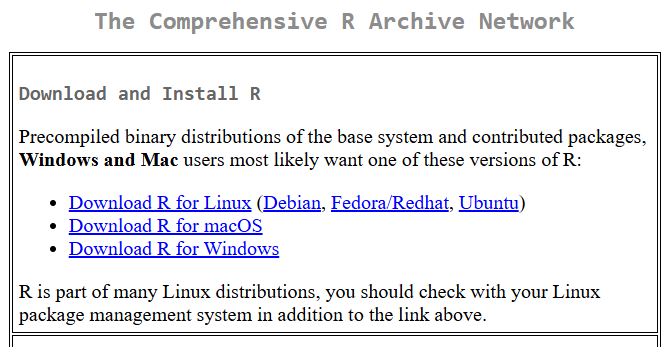 The Comprehensive R Archive Network
Download and Install R
Precompiled binary distributions of the base system and contributed packages,
Windows and Mac users most likely want one of these versions of R:
• Download R for Linux (Debian, Fedora/Redhat, Ubuntu)
• Download R for macOS
• Download R for Windows
R is part of many Linux distributions, you should check with your Linux
package management system in addition to the link above.